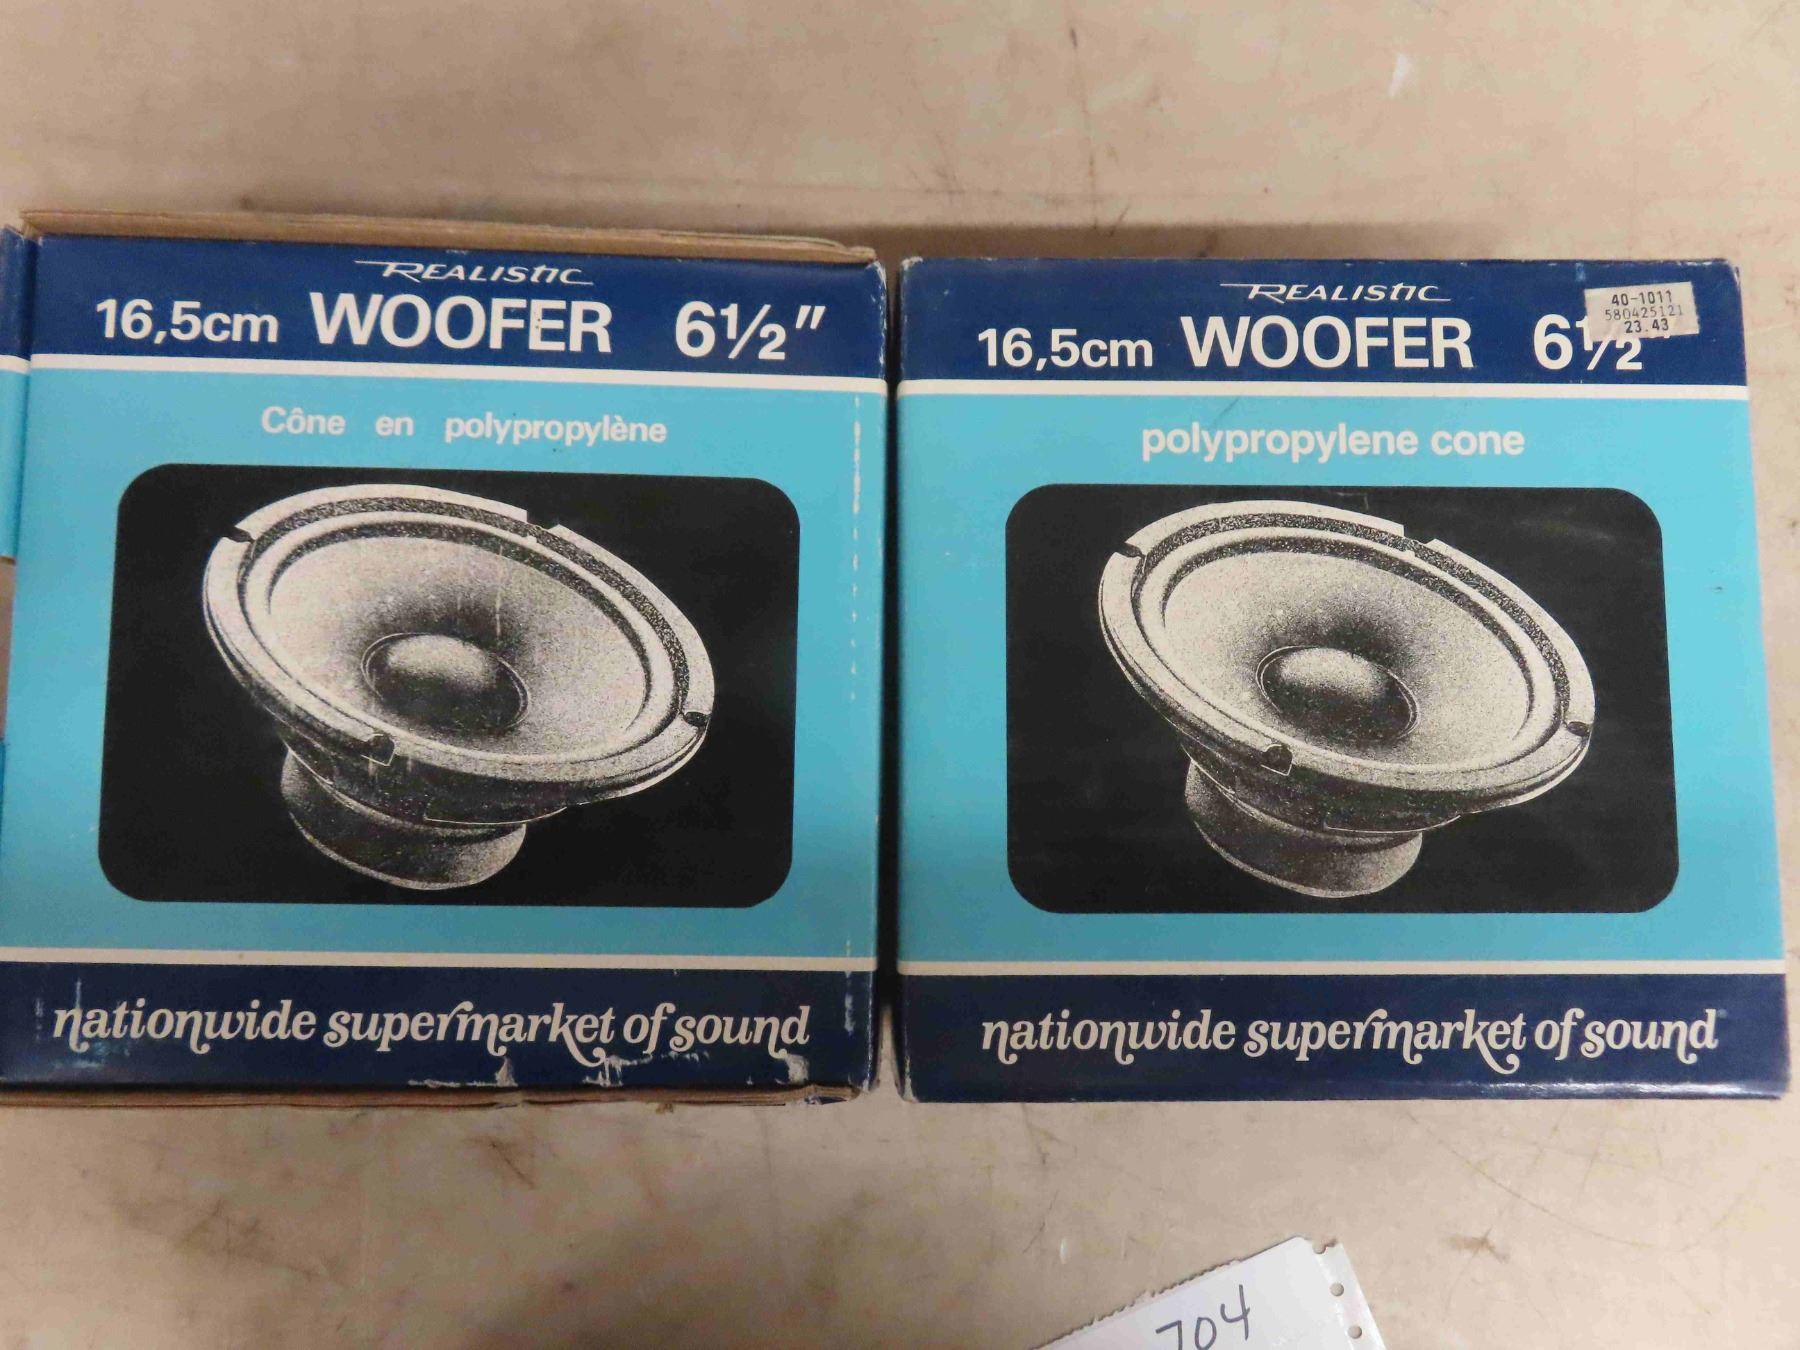 REALISTIC
16,5cm WOOFER 6½"
Cône en polypropylène
nationwide supermarket of sound
REALISTIC
16,5cm WOOFER 6½
40-1011
580425121
23.43
polypropylene cone
nationwide supermarket of sound
704